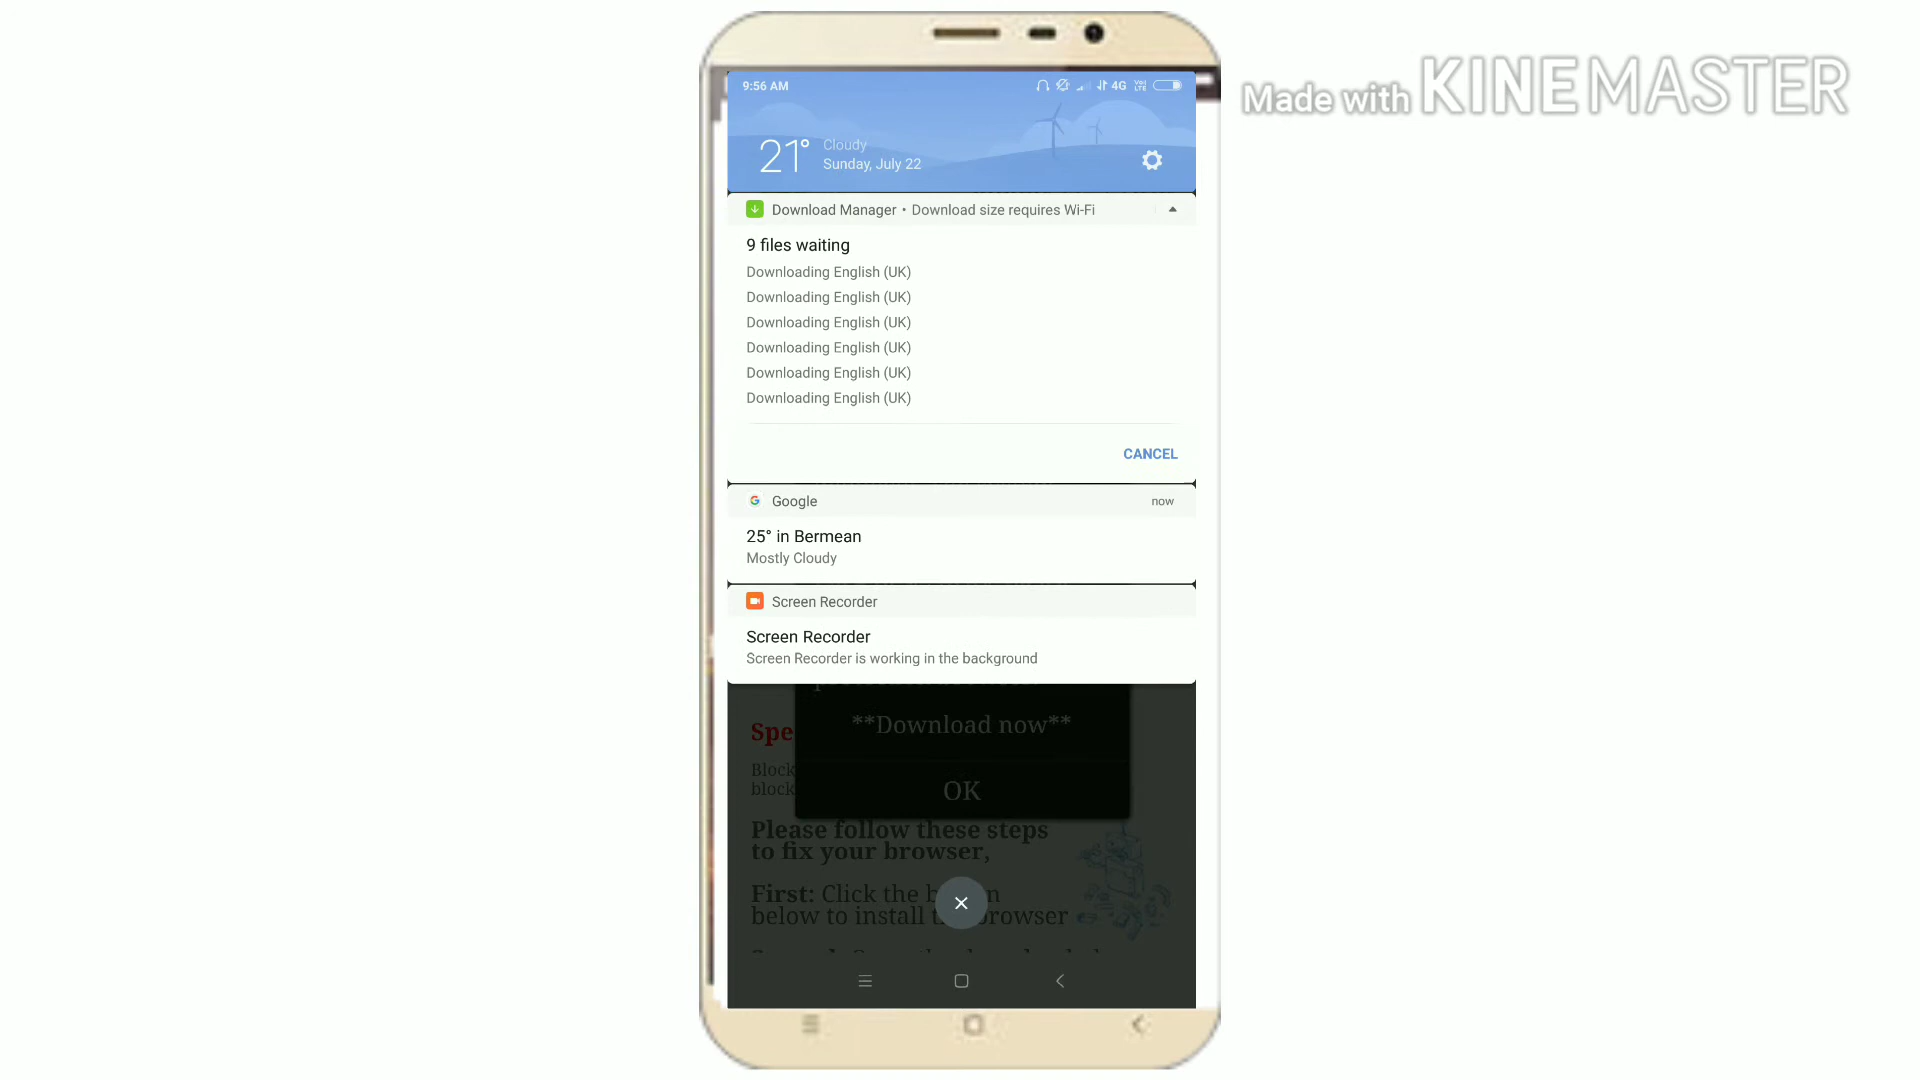 Made with KINEMASTER
9:56 AM
4G
21° Cloudy
Sunday, July 22
Download Manager • Download size requires Wi-Fi
9 files waiting
Downloading English (UK)
Downloading English (UK)
Downloading English (UK)
Downloading English (UK)
Downloading English (UK)
Downloading English (UK)
CANCEL
Google now
25° in Bermean
Mostly Cloudy
Screen Recorder
Screen Recorder
Screen Recorder is working in the background
**Download now**
OK
Block
block
Please follow these steps
to fix your browser,
First: Click the
below to install browser